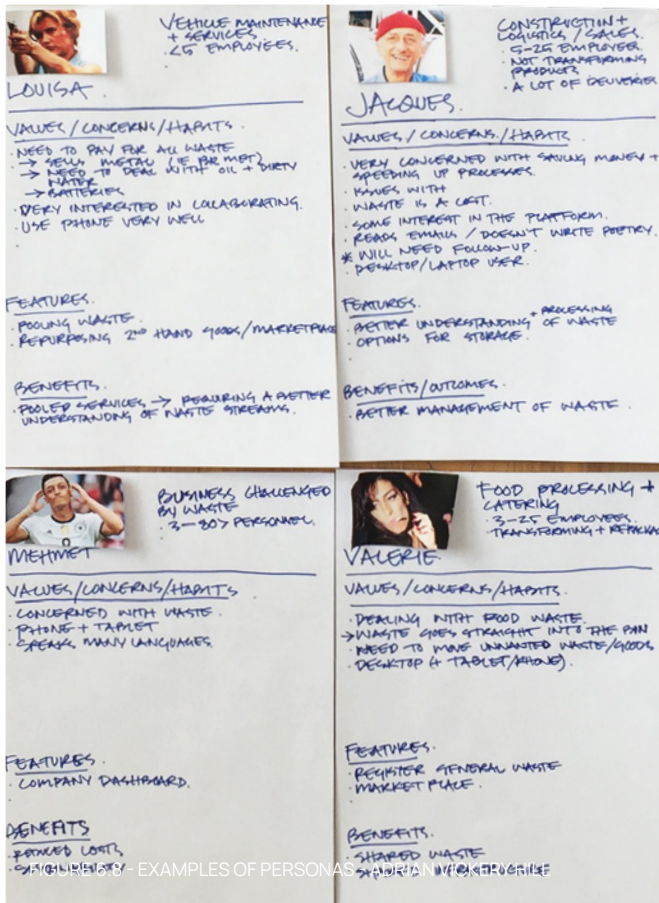 VEHICLE MAINTENANCE
+ SERVICES.
· <5 EMPLOYEES.
LOUISA
VALUES/CONCERNS/HABITS.
· NEED TO PAY FOR ALL WASTE
→ SELLS METAL (IE BR MET)
→ NEED TO DEAL WITH OIL + DIRTY
WATER
→ BATTERIES
· VERY INTERESTED IN COLLABORATING.
· USE PHONE VERY WELL
FEATURES.
· POOLING WASTE.
· REPURPOSING 2ND HAND GOODS/MARKETPLACE
BENEFITS.
· POOLED SERVICES → REQUIRING A BETTER
UNDERSTANDING OF WASTE STREAMS.
CONSTRUCTION +
LOGISTICS / SALES.
· 5-25 EMPLOYEES.
· NOT TRANSFORMING
PRODUCTS
· A LOT OF DELIVERIES
JACQUES.
VALUES / CONCERNS / HABITS
· VERY CONCERNED WITH SAVING MONEY +
SPEEDING UP PROCESSES.
· ISSUES WITH
· WASTE IS A COST.
· SOME INTEREST IN THE PLATFORM.
· READS EMAILS / DOESN'T WRITE POETRY.
* WILL NEED FOLLOW-UP.
· DESKTOP/LAPTOP USER.
FEATURES.
+ PROCESSING
· BETTER UNDERSTANDING OF WASTE
· OPTIONS FOR STORAGE.
BENEFITS/OUTCOMES.
· BETTER MANAGEMENT OF WASTE.
BUSINESS CHALLENGED
BY WASTE
· 3-80> PERSONNEL.
MEHMET
VALUES/CONCERNS/HABITS
· CONCERNED WITH WASTE
· PHONE + TABLET
· SPEAKS MANY LANGUAGES
FEATURES.
· COMPANY DASHBOARD.
BENEFITS
· REDUCED COSTS
FOOD PROCESSING +
CATERING
· 3-25 EMPLOYEES.
· TRANSFORMING +
VALERIE.
VALUES/CONCERNS/HABITS.
· DEALING WITH FOOD WASTE
→ WASTE GOES STRAIGHT INTO THE
· NEED TO MOVE UNWANTED WASTE/GOODS
· DESKTOP (+ TABLET/PHONE).
FEATURES.
· REGISTER GENERAL WASTE
· MARKET PLACE.
BENEFITS.
· SHARED WASTE
FIGURE 6.8 - EXAMPLES OF PERSONAS - ADRIAN VICKERY HILL